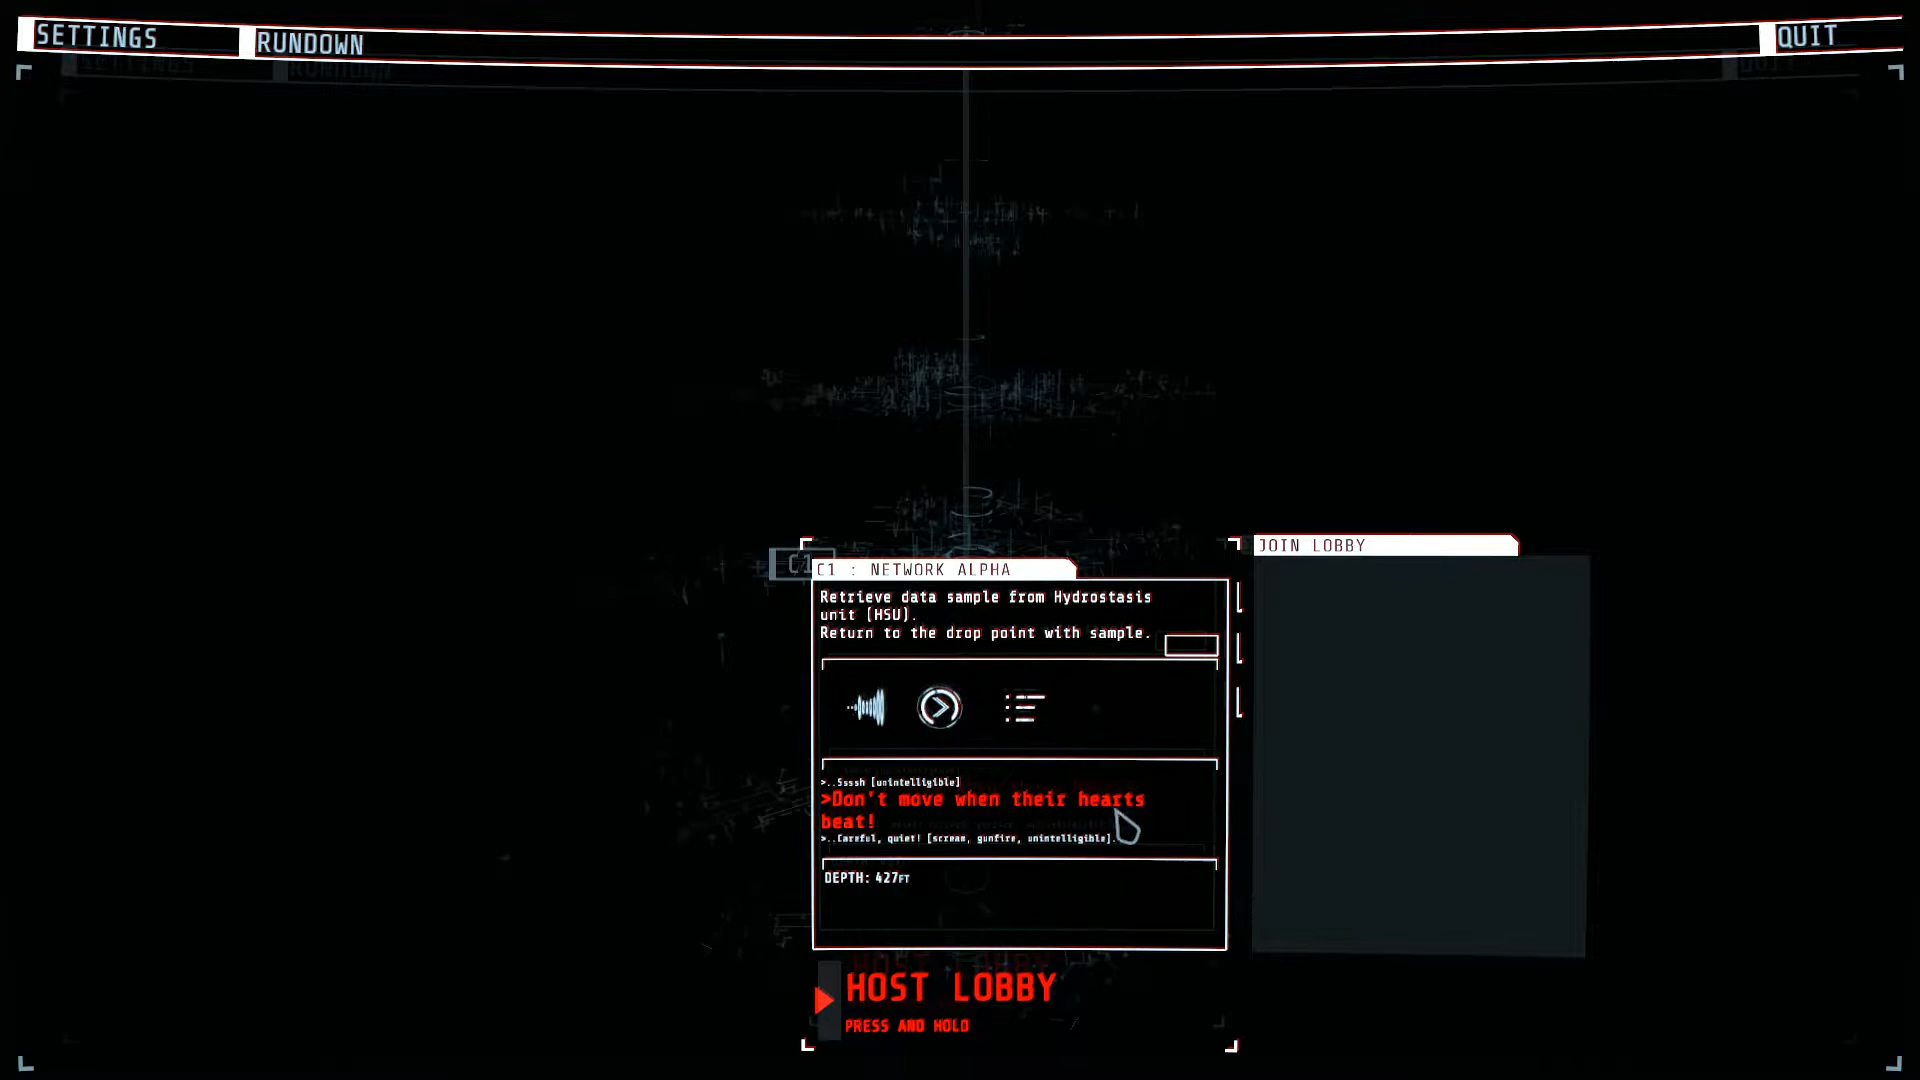 SETTINGS
RUNDOWN
QUIT
JOIN LOBBY
C1
C1 : NETWORK ALPHA
Retrieve data sample from Hydrostasis
unit (HSU).
Return to the drop point with sample.
>..Ssssh [unintelligible]
>Don't move when their hearts
beat!
>..Careful, quiet! [scream, gunfire, unintelligible].
DEPTH: 427FT
HOST LOBBY
PRESS AND HOLD